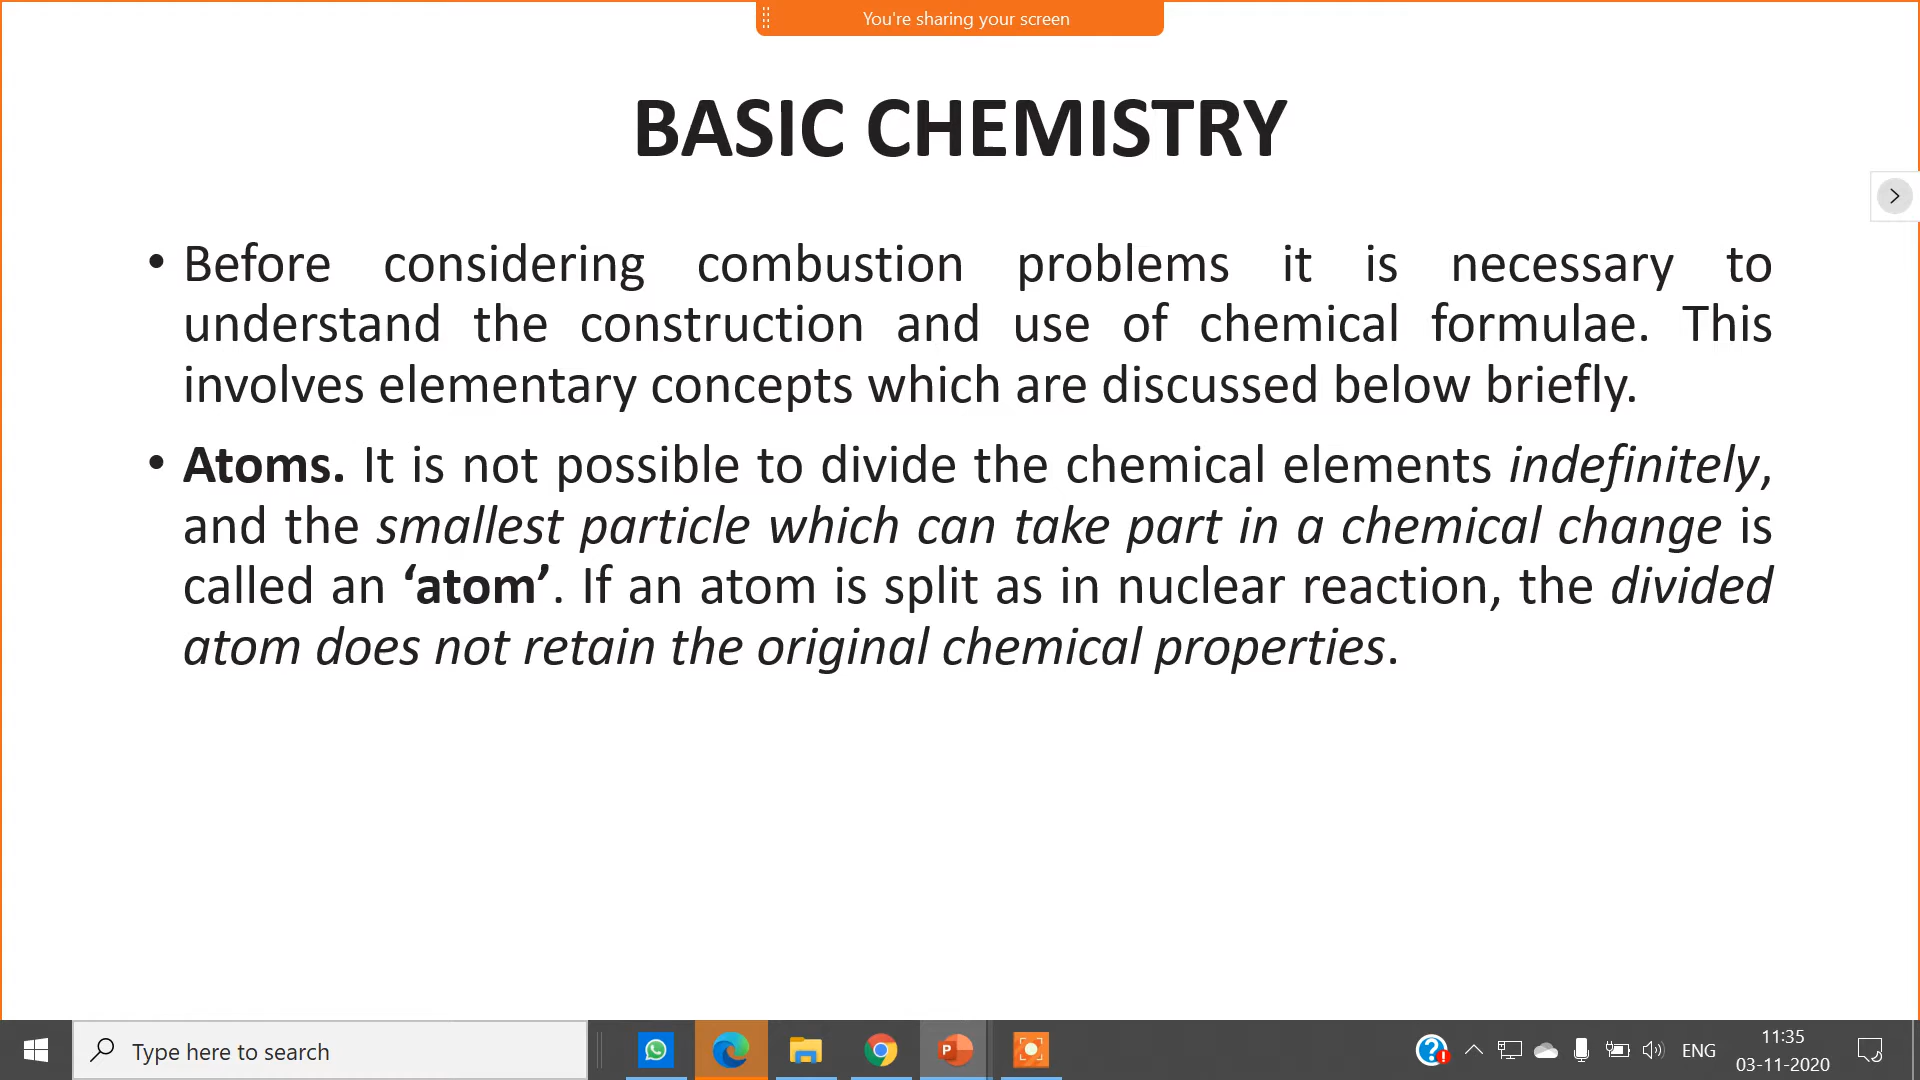 You're sharing your screen
BASIC CHEMISTRY
• Before considering combustion problems it is necessary to
understand the construction and use of chemical formulae. This
involves elementary concepts which are discussed below briefly.
• Atoms. It is not possible to divide the chemical elements indefinitely,
and the smallest particle which can take part in a chemical change is
called an ‘atom’. If an atom is split as in nuclear reaction, the divided
atom does not retain the original chemical properties.
Type here to search
ENG
11:35
03-11-2020